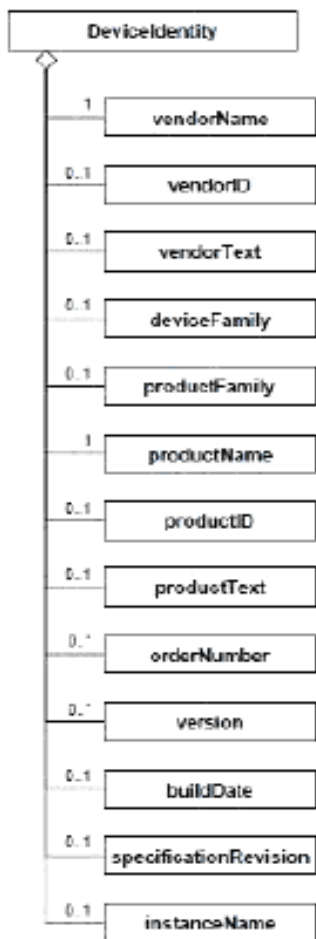 DeviceIdentity
1
vendorName
0..1
vendorID
0..1
vendorText
0..1
deviceFamily
0..1
productFamily
1
productName
0..1
productID
0..1
productText
0..*
orderNumber
0..*
version
0..1
buildDate
0..1
specificationRevision
0..1
instanceName